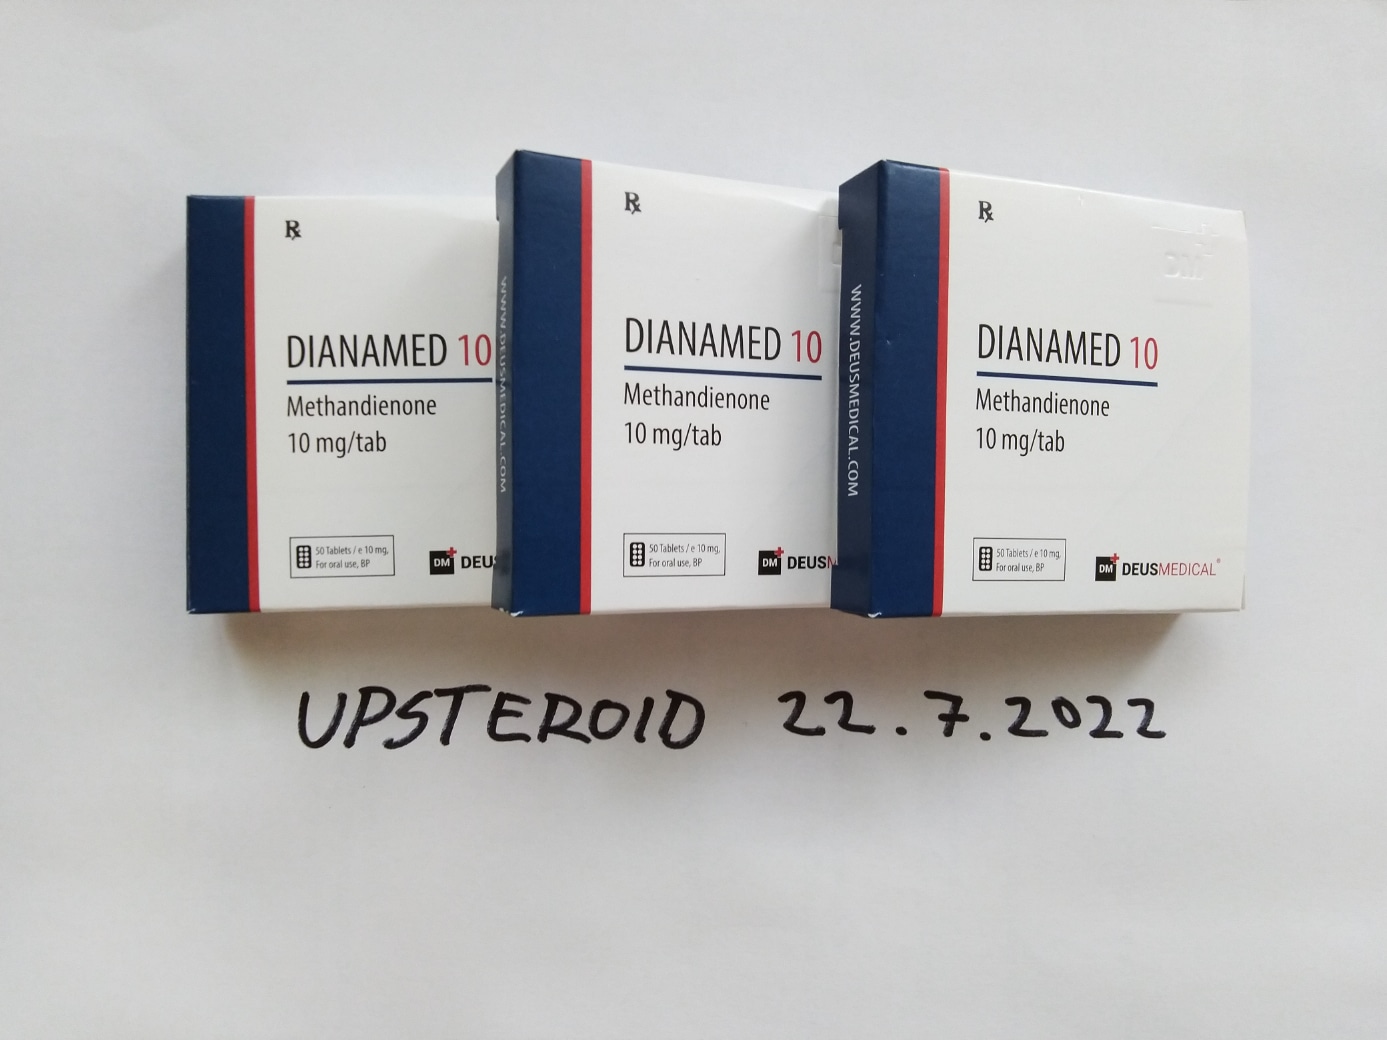 ℞
DIANAMED 10
Methandienone
10 mg/tab
50 Tablets / e 10 mg,
For oral use, BP
DM DEUS
WWW.DEUSMEDICAL.COM
℞
DIANAMED 10
Methandienone
10 mg/tab
50 Tablets / e 10 mg,
For oral use, BP
DM DEUSM
WWW.DEUSMEDICAL.COM
℞
DM
DIANAMED 10
Methandienone
10 mg/tab
50 Tablets / e 10 mg,
For oral use, BP
DM DEUSMEDICAL®
UPSTEROID 22.7.2022